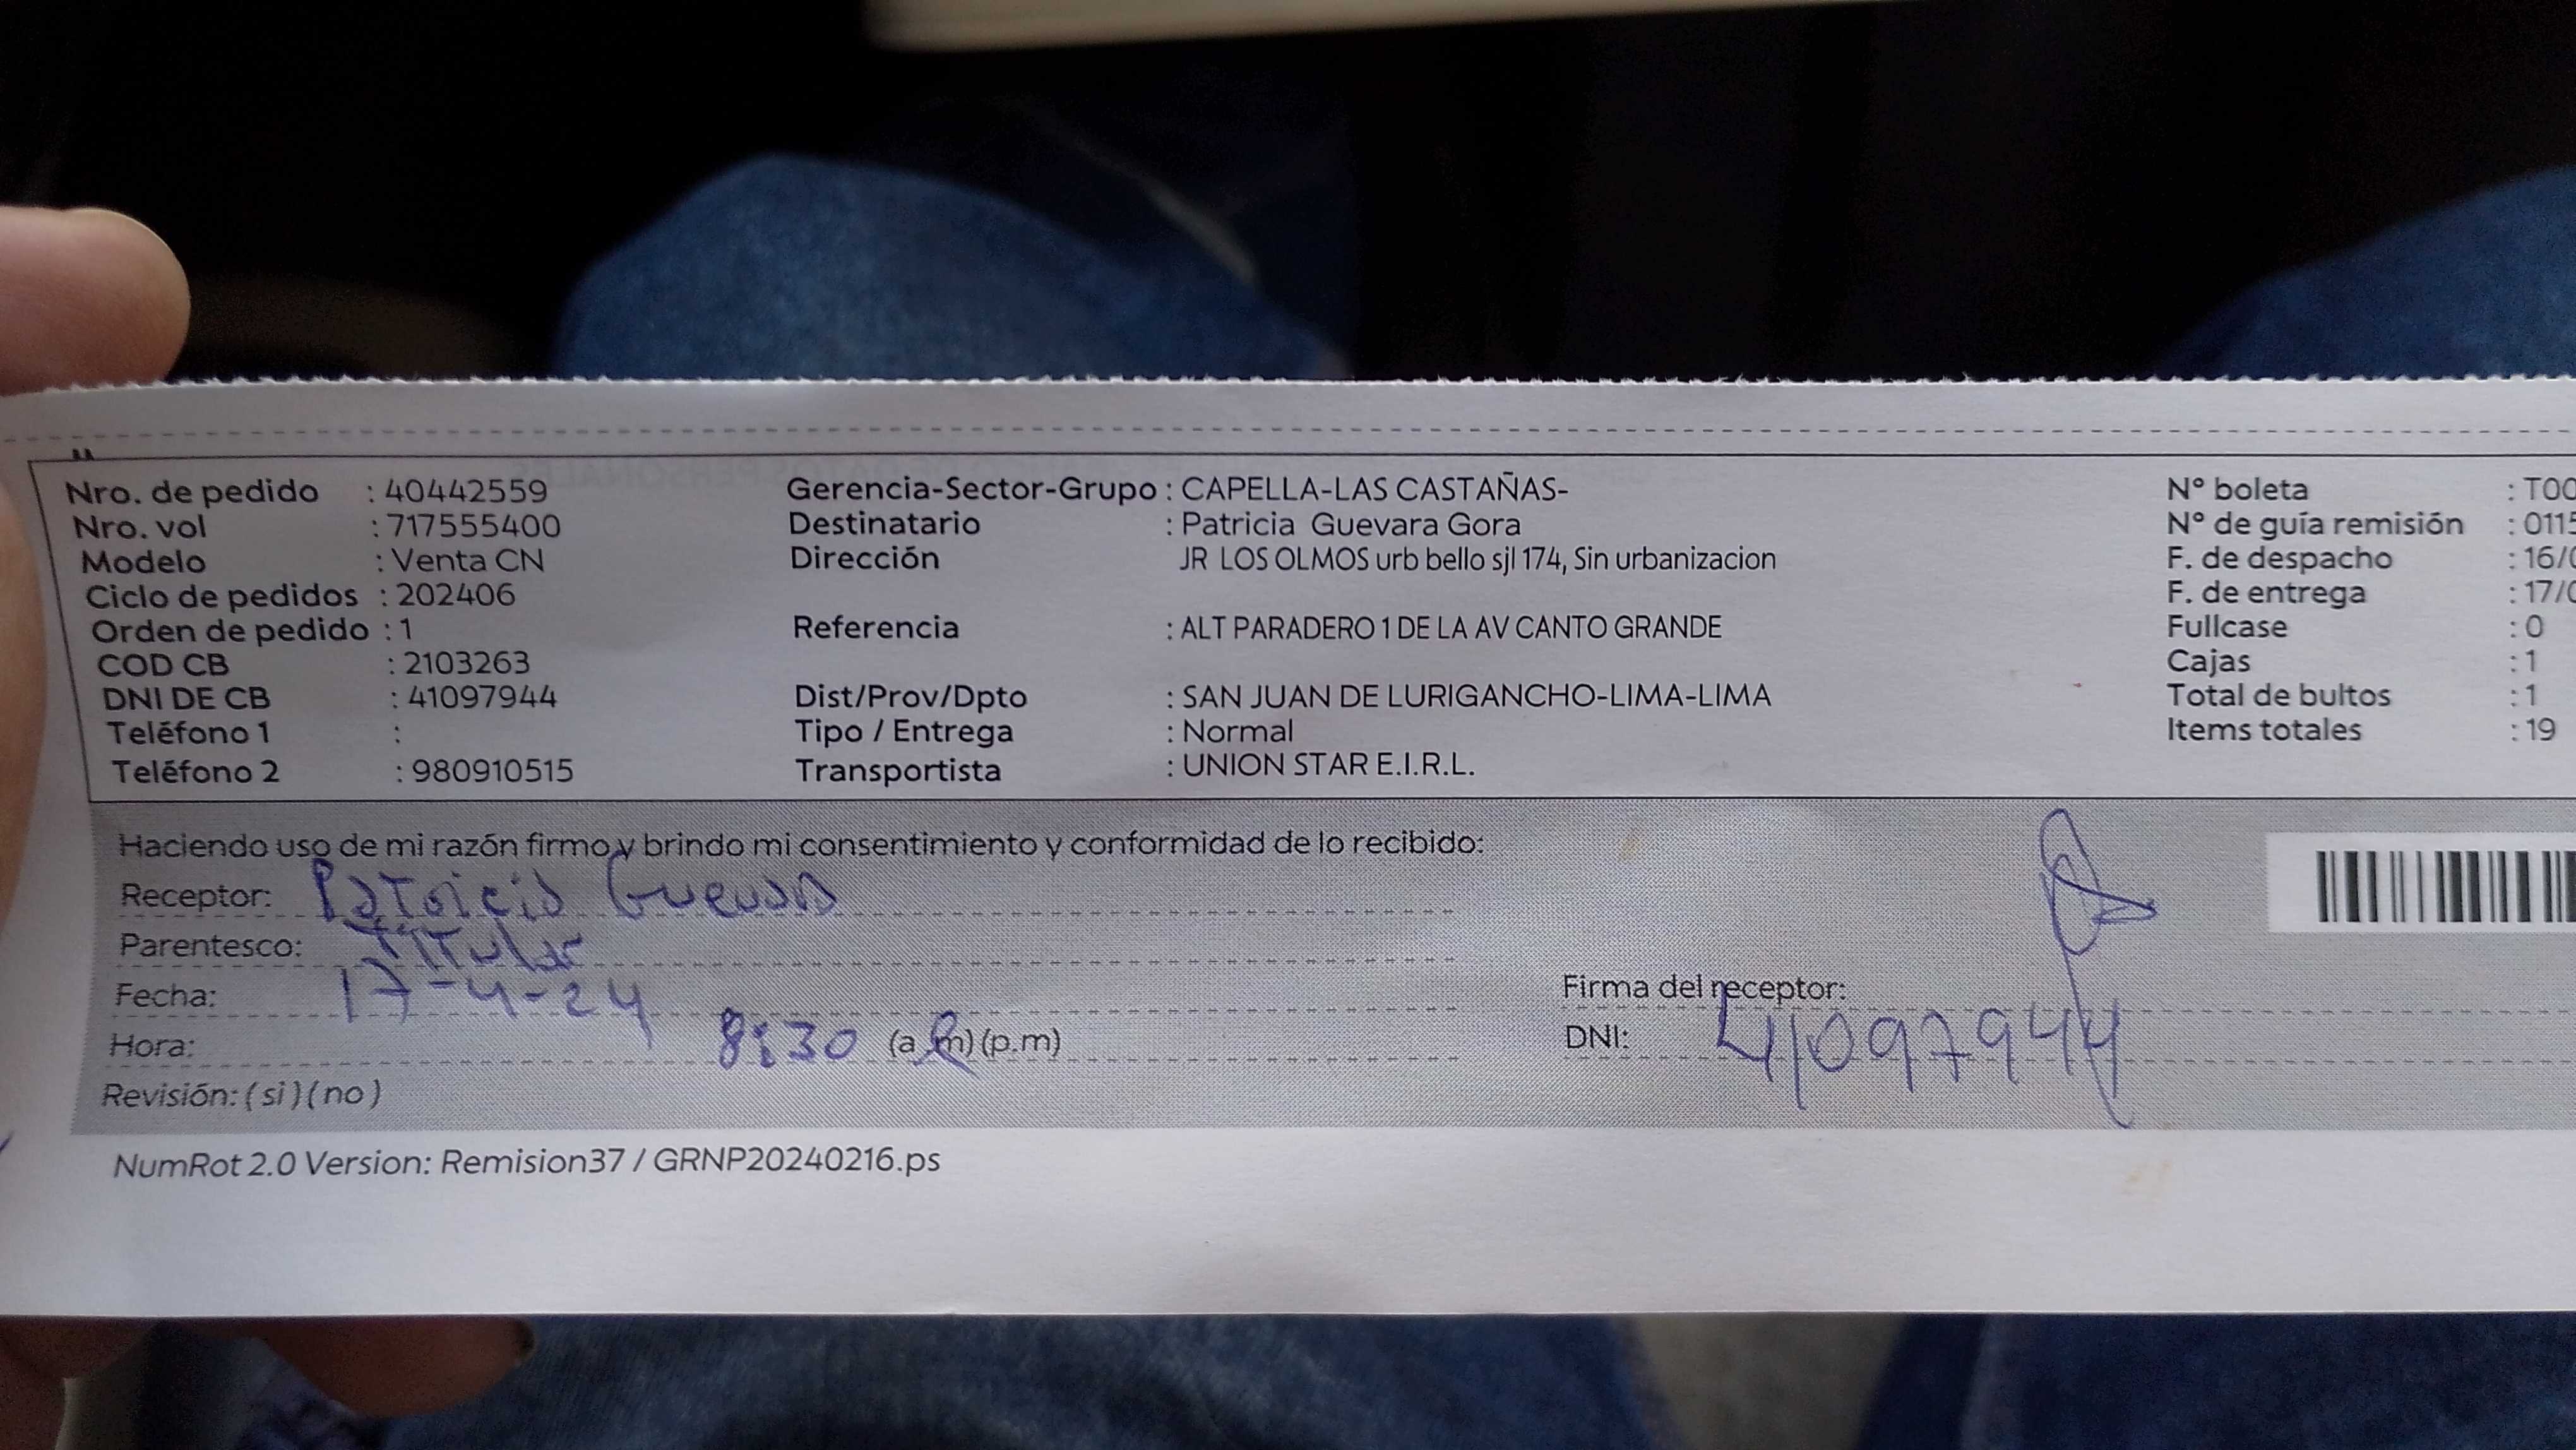 Nro. de pedido : 40442559 Gerencia-Sector-Grupo : CAPELLA-LAS CASTAÑAS- N° boleta : T00
Nro. vol : 717555400 Destinatario : Patricia Guevara Gora N° de guía remisión : 0115
Modelo : Venta CN Dirección JR LOS OLMOS urb bello sjl 174, Sin urbanizacion F. de despacho : 16/0
Ciclo de pedidos : 202406 F. de entrega : 17/0
Orden de pedido : 1 Referencia : ALT PARADERO 1 DE LA AV CANTO GRANDE Fullcase : 0
COD CB : 2103263 Cajas : 1
DNI DE CB : 41097944 Dist/Prov/Dpto : SAN JUAN DE LURIGANCHO-LIMA-LIMA Total de bultos : 1
Teléfono 1 : Tipo / Entrega : Normal Items totales : 19
Teléfono 2 : 980910515 Transportista : UNION STAR E.I.R.L.
Haciendo uso de mi razón firmo y brindo mi consentimiento y conformidad de lo recibido:
Receptor: Patricia Guevara
Parentesco: Titular
Fecha: 17-4-24 Firma del receptor:
Hora: 8:30 (a.m) (p.m) DNI: 41097944
Revisión: ( si ) ( no )
NumRot 2.0 Version: Remision37 / GRNP20240216.ps